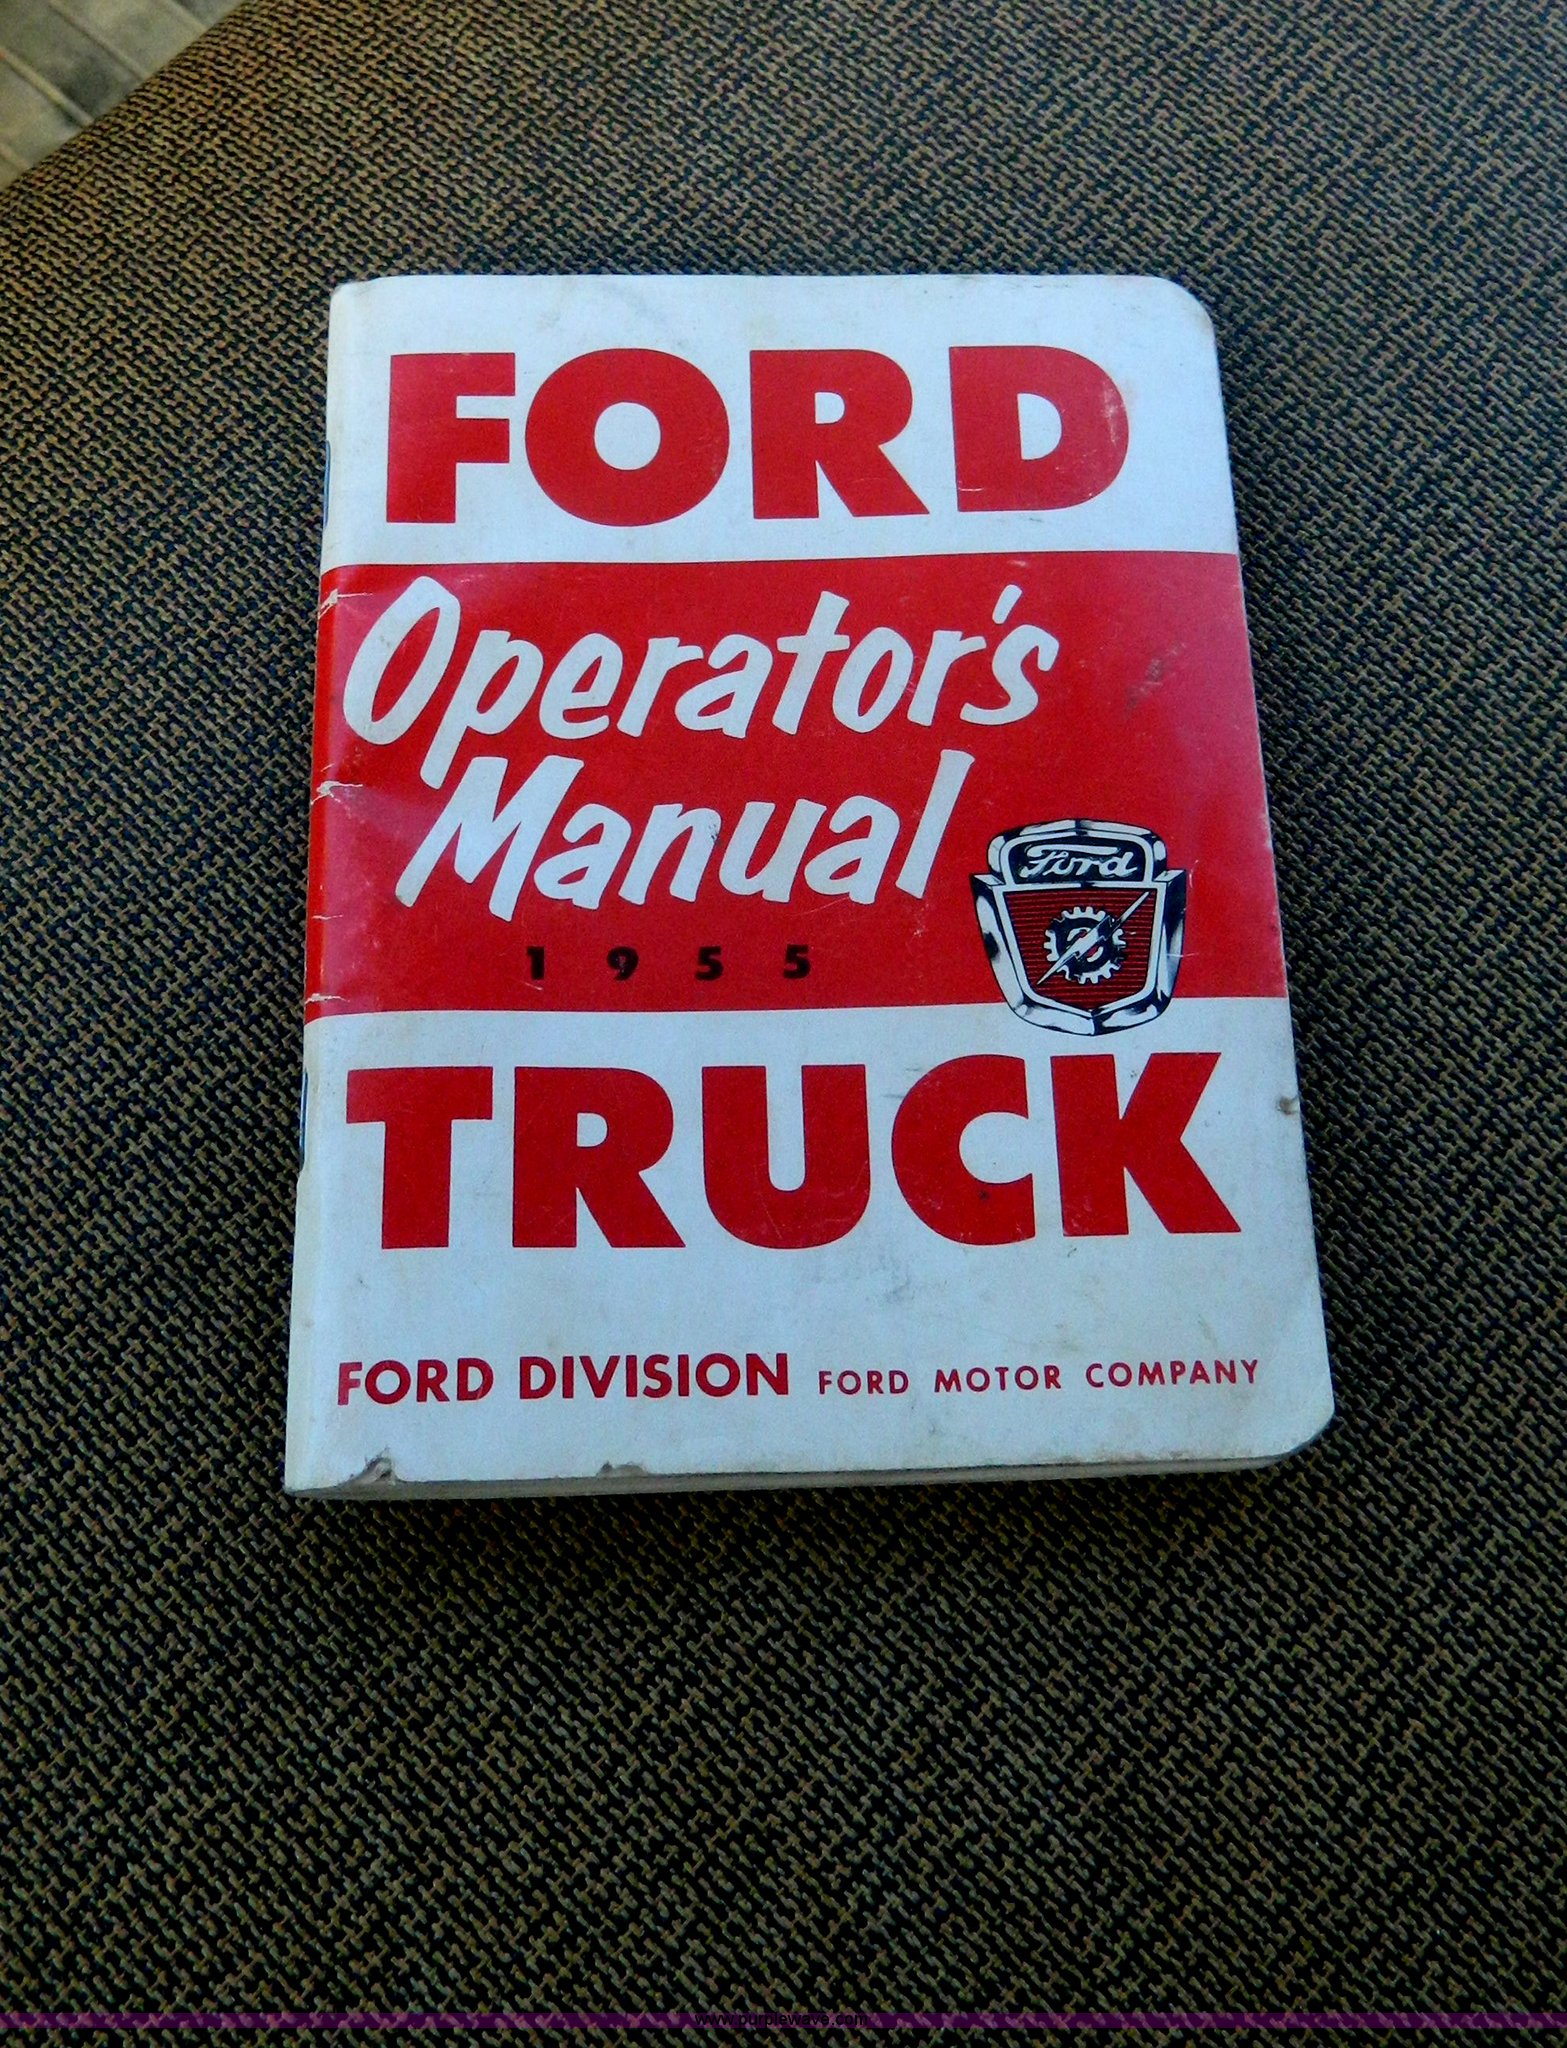 FORD
Operator's
Manual
1955
Ford
TRUCK
FORD DIVISION FORD MOTOR COMPANY
www.purplewave.com